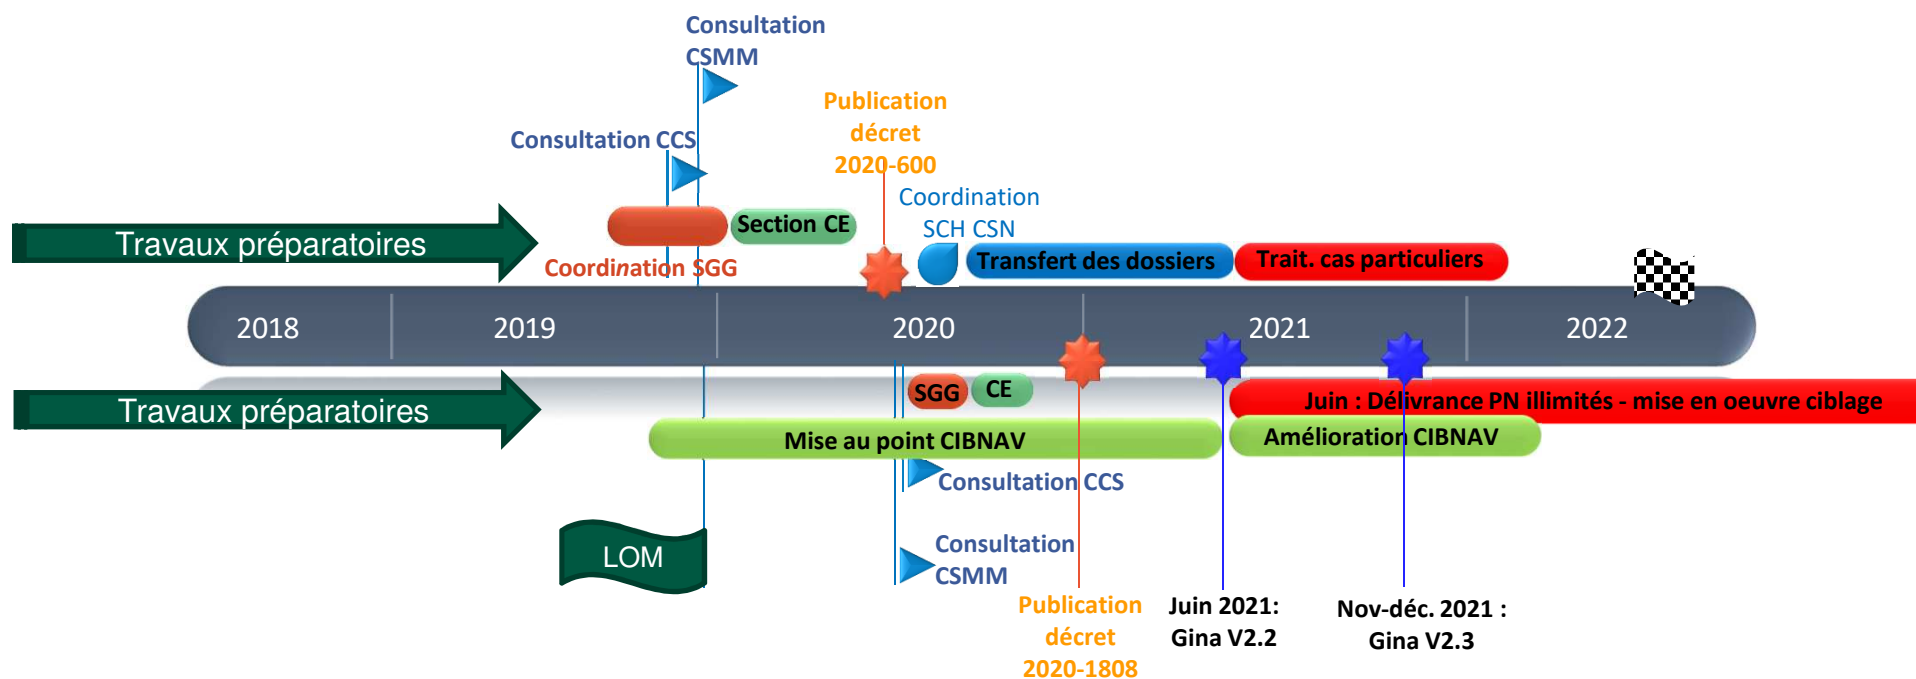 Consultation
CSMM
Publication
décret
2020-600
Consultation CCS
Coordination
SCH CSN
Section CE
Travaux préparatoires
Coordination SGG
Transfert des dossiers
Trait. cas particuliers
2018
2019
2020
2021
2022
SGG
CE
Travaux préparatoires
Juin : Délivrance PN illimités - mise en oeuvre ciblage
Mise au point CIBNAV
Amélioration CIBNAV
Consultation CCS
LOM
Consultation
CSMM
Publication
décret
2020-1808
Juin 2021:
Gina V2.2
Nov-déc. 2021 :
Gina V2.3